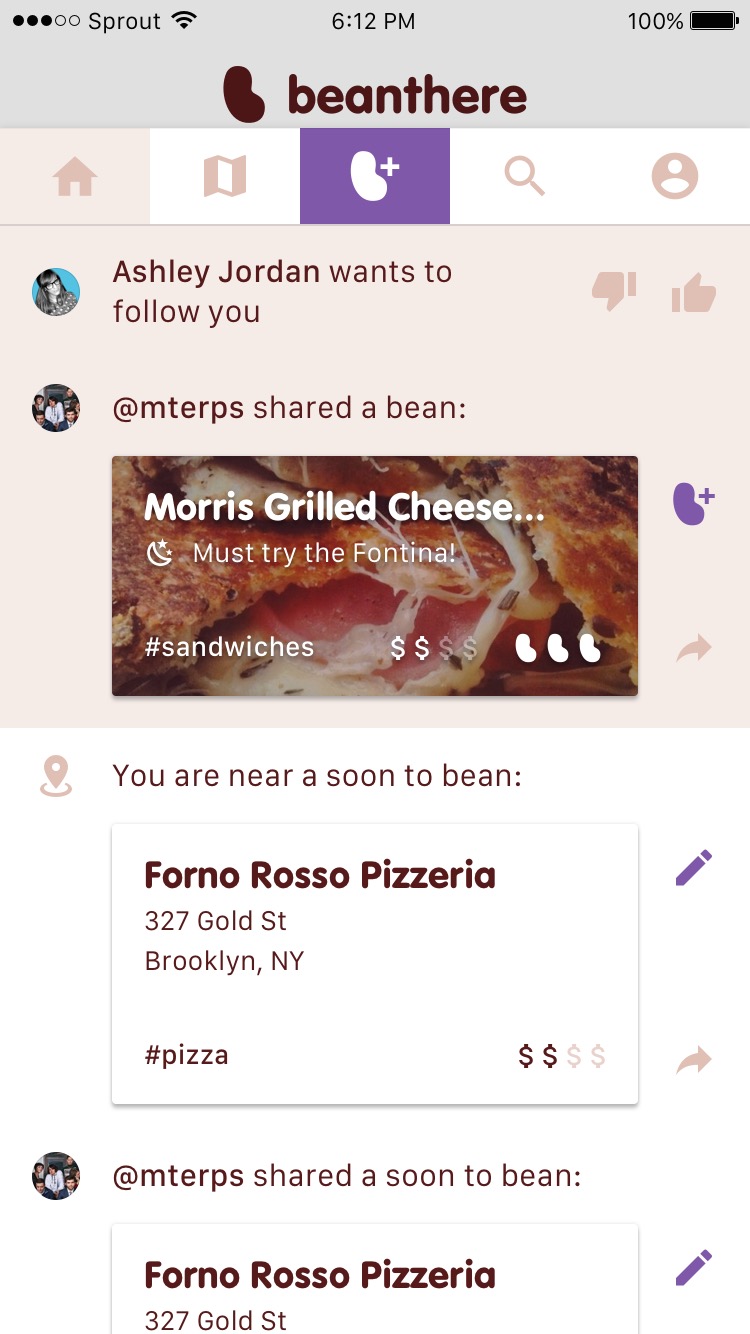 Sprout 6:12 PM 100%
beanthere
Ashley Jordan wants to
follow you
@mterps shared a bean:
Morris Grilled Cheese...
Must try the Fontina!
#sandwiches $ $ $ $
You are near a soon to bean:
Forno Rosso Pizzeria
327 Gold St
Brooklyn, NY
#pizza $ $ $ $
@mterps shared a soon to bean:
Forno Rosso Pizzeria
327 Gold St